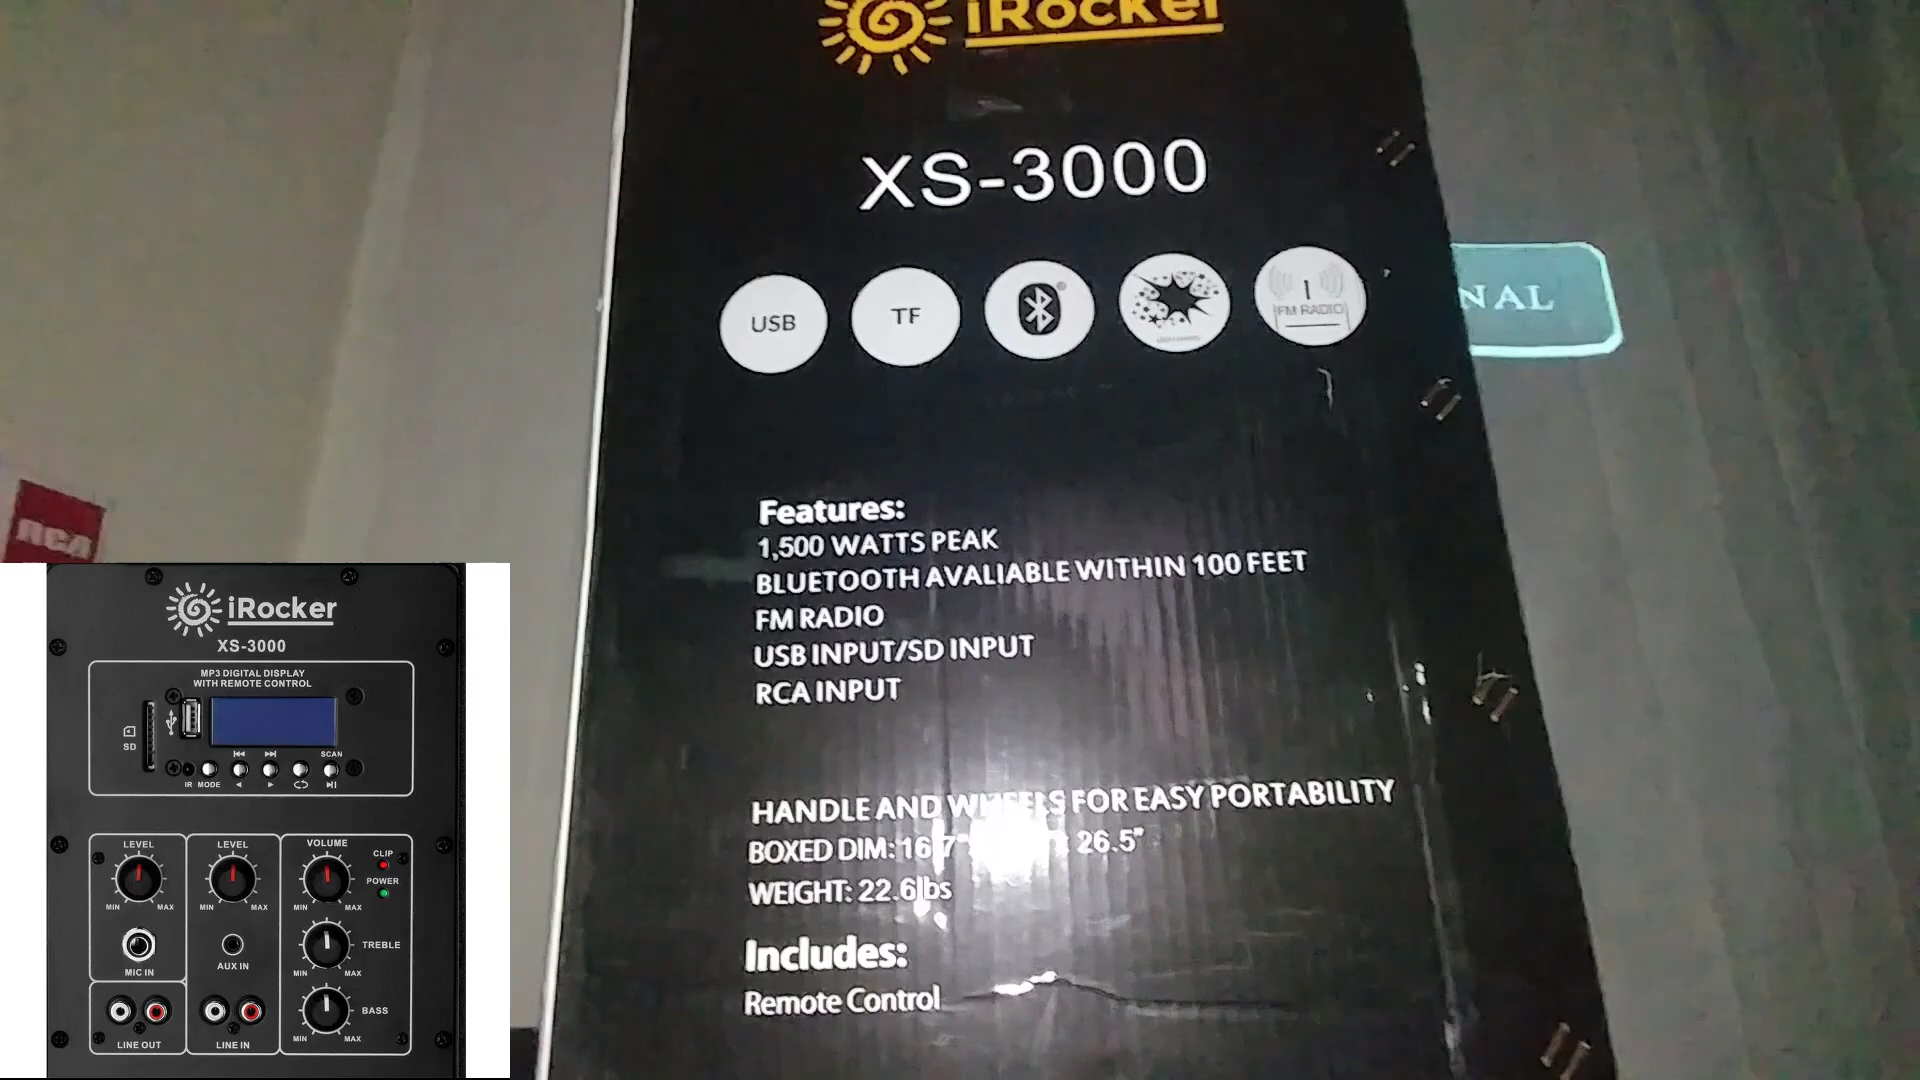 iRocker
XS-3000
USB
TF
FM RADIO
NAL
Features:
1,500 WATTS PEAK
BLUETOOTH AVALIABLE WITHIN 100 FEET
FM RADIO
USB INPUT/SD INPUT
RCA INPUT
HANDLE AND WHEELS FOR EASY PORTABILITY
BOXED DIM: 16.7" 26.5"
WEIGHT: 22.6lbs
Includes:
Remote Control
RCA
iRocker
XS-3000
MP3 DIGITAL DISPLAY
WITH REMOTE CONTROL
SD
SCAN
IR MODE
LEVEL
MIN MAX
MIC IN
LINE OUT
LEVEL
MIN MAX
AUX IN
LINE IN
VOLUME
CLIP
POWER
MIN MAX
TREBLE
MIN MAX
BASS
MIN MAX